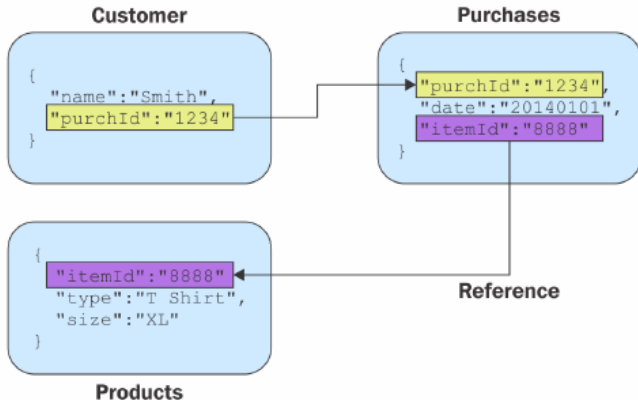 Customer
{
"name":"Smith",
"purchId":"1234"
}
Purchases
{
"purchId":"1234",
"date":"20140101",
"itemId":"8888"
}
{
"itemId":"8888"
"type":"T Shirt",
"size":"XL"
}
Reference
Products